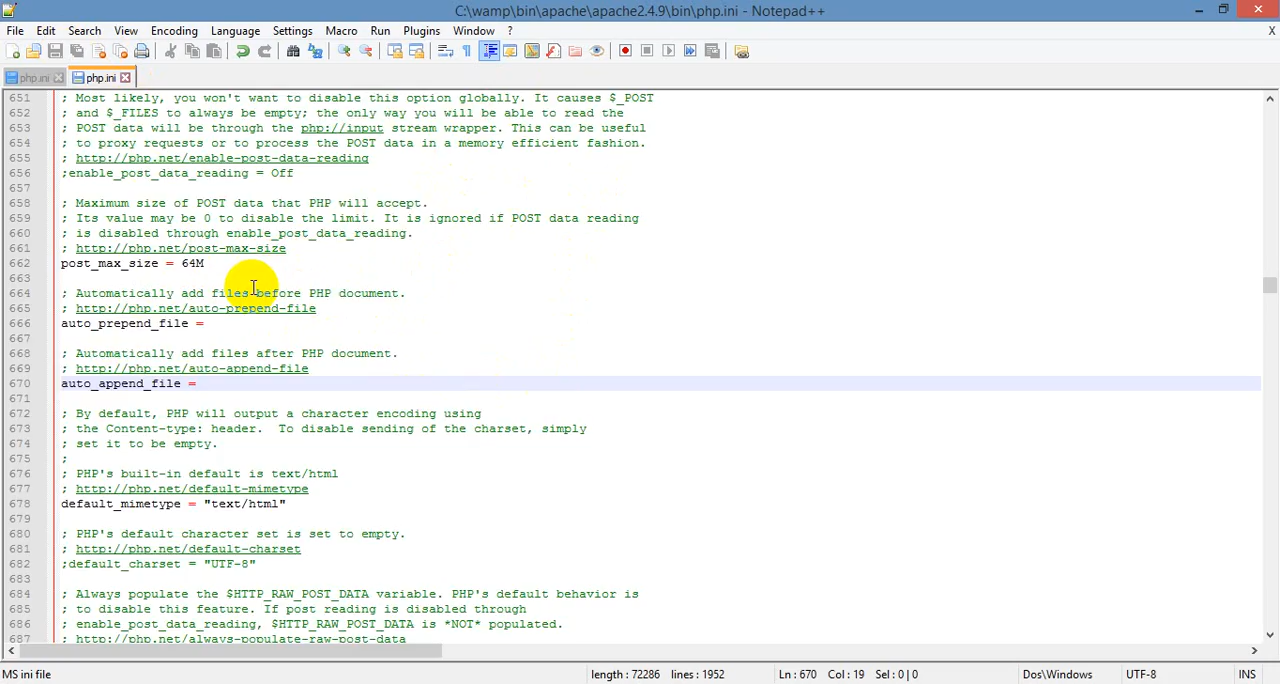 C:\wamp\bin\apache\apache2.4.9\bin\php.ini - Notepad++
File Edit Search View Encoding Language Settings Macro Run Plugins Window ? X
php.ini php.ini
651 ; Most likely, you won't want to disable this option globally. It causes $_POST
652 ; and $_FILES to always be empty; the only way you will be able to read the
653 ; POST data will be through the php://input stream wrapper. This can be useful
654 ; to proxy requests or to process the POST data in a memory efficient fashion.
655 ; http://php.net/enable-post-data-reading
656 ;enable_post_data_reading = Off
657
658 ; Maximum size of POST data that PHP will accept.
659 ; Its value may be 0 to disable the limit. It is ignored if POST data reading
660 ; is disabled through enable_post_data_reading.
661 ; http://php.net/post-max-size
662 post_max_size = 64M
663
664 ; Automatically add files before PHP document.
665 ; http://php.net/auto-prepend-file
666 auto_prepend_file =
667
668 ; Automatically add files after PHP document.
669 ; http://php.net/auto-append-file
670 auto_append_file =
671
672 ; By default, PHP will output a character encoding using
673 ; the Content-type: header.  To disable sending of the charset, simply
674 ; set it to be empty.
675 ;
676 ; PHP's built-in default is text/html
677 ; http://php.net/default-mimetype
678 default_mimetype = "text/html"
679
680 ; PHP's default character set is set to empty.
681 ; http://php.net/default-charset
682 ;default_charset = "UTF-8"
683
684 ; Always populate the $HTTP_RAW_POST_DATA variable. PHP's default behavior is
685 ; to disable this feature. If post reading is disabled through
686 ; enable_post_data_reading, $HTTP_RAW_POST_DATA is *NOT* populated.
687 ; http://php.net/always-populate-raw-post-data
MS ini file length : 72286 lines : 1952 Ln : 670 Col : 19 Sel : 0 | 0 Dos\Windows UTF-8 INS